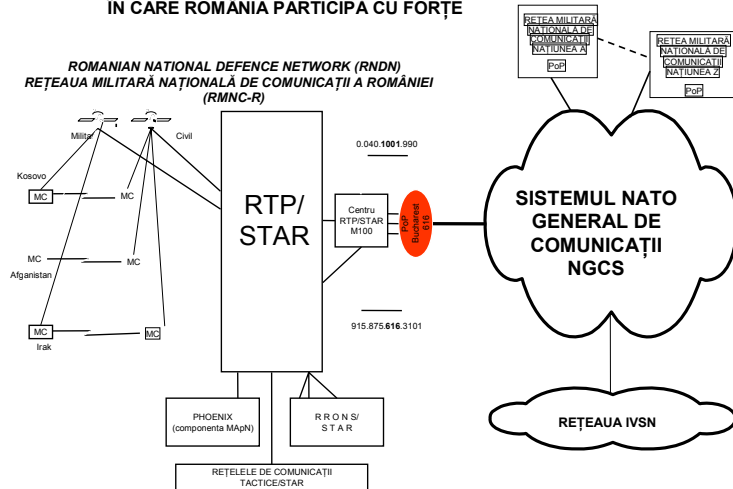 IN CARE ROMANIA PARTICIPA CU FORȚE
ROMANIAN NATIONAL DEFENCE NETWORK (RNDN)
REȚEAUA MILITARĂ NAȚIONALĂ DE COMUNICAȚII A ROMÂNIEI
(RMNC-R)
REȚEA MILITARĂ
NAȚIONALĂ DE
COMUNICAȚII
NAȚIUNEA A
PoP
REȚEA MILITARĂ
NAȚIONALĂ DE
COMUNICAȚII
NAȚIUNEA Z
PoP
Militar
Civil
Kosovo
MC
MC
MC
MC
Afganistan
MC
MC
Irak
RTP/
STAR
0.040.1001.990
Centru
RTP/STAR
M100
PoP
Bucharest
616
915.875.616.3101
SISTEMUL NATO
GENERAL DE
COMUNICAȚII
NGCS
PHOENIX
(componenta MApN)
R R O N S/
S T A R
REȚELELE DE COMUNICAȚII
TACTICE/STAR
REȚEAUA IVSN